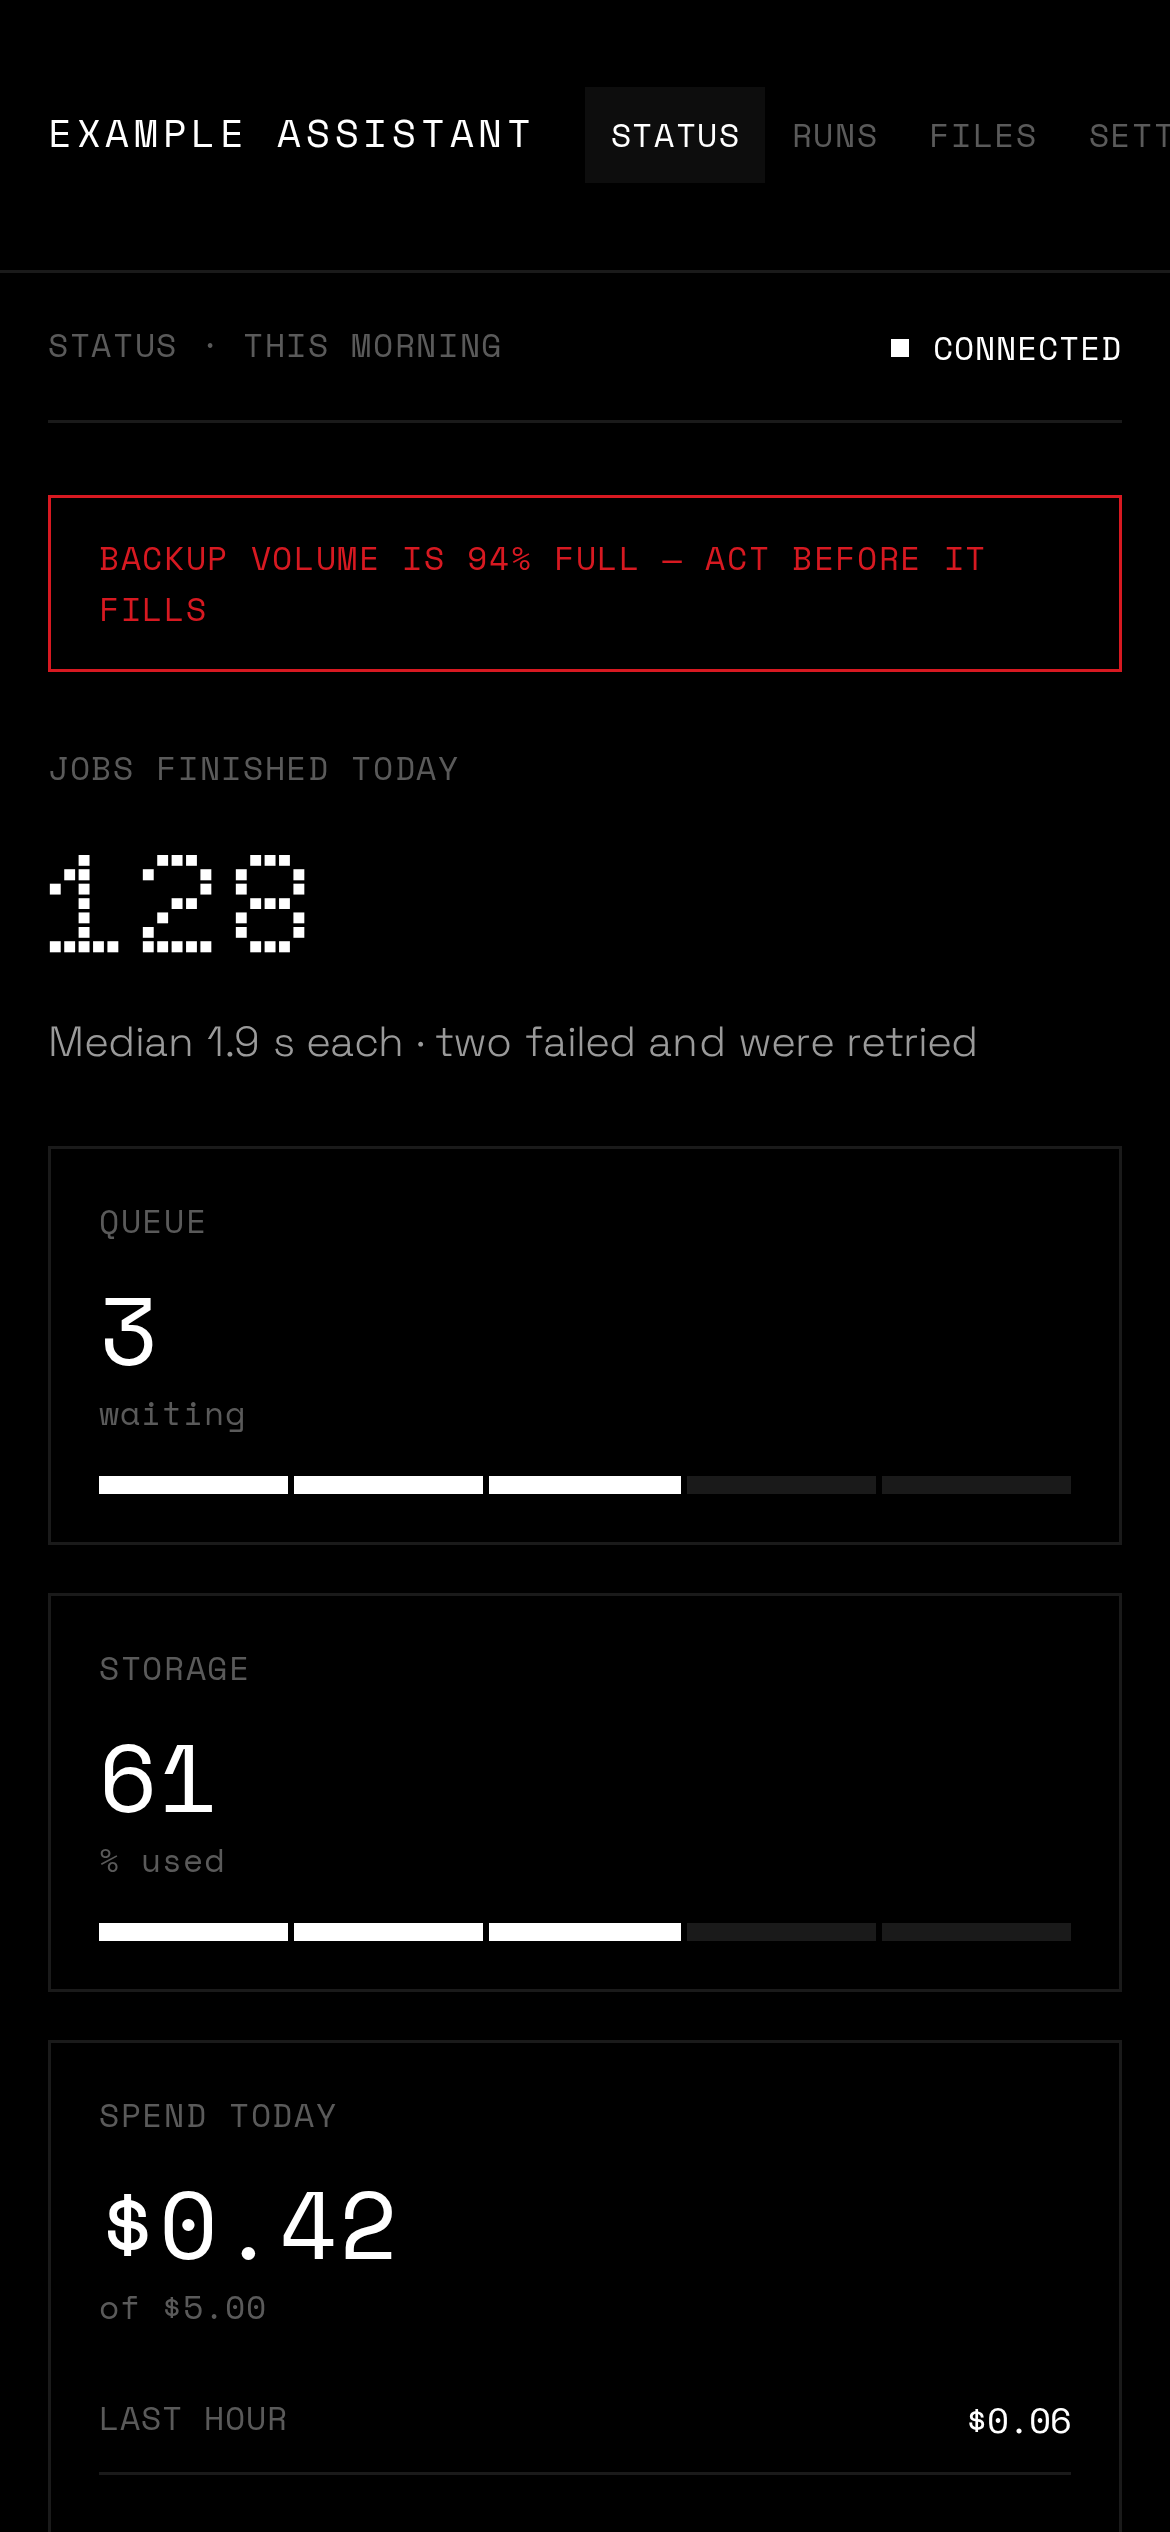 EXAMPLE ASSISTANT STATUS RUNS FILES
STATUS · THIS MORNING CONNECTED
BACKUP VOLUME IS 94% FULL — ACT BEFORE IT
FILLS
JOBS FINISHED TODAY
128
Median 1.9 s each · two failed and were retried
QUEUE
3
waiting
STORAGE
61
% used
SPEND TODAY
$0.42
of $5.00
LAST HOUR $0.06